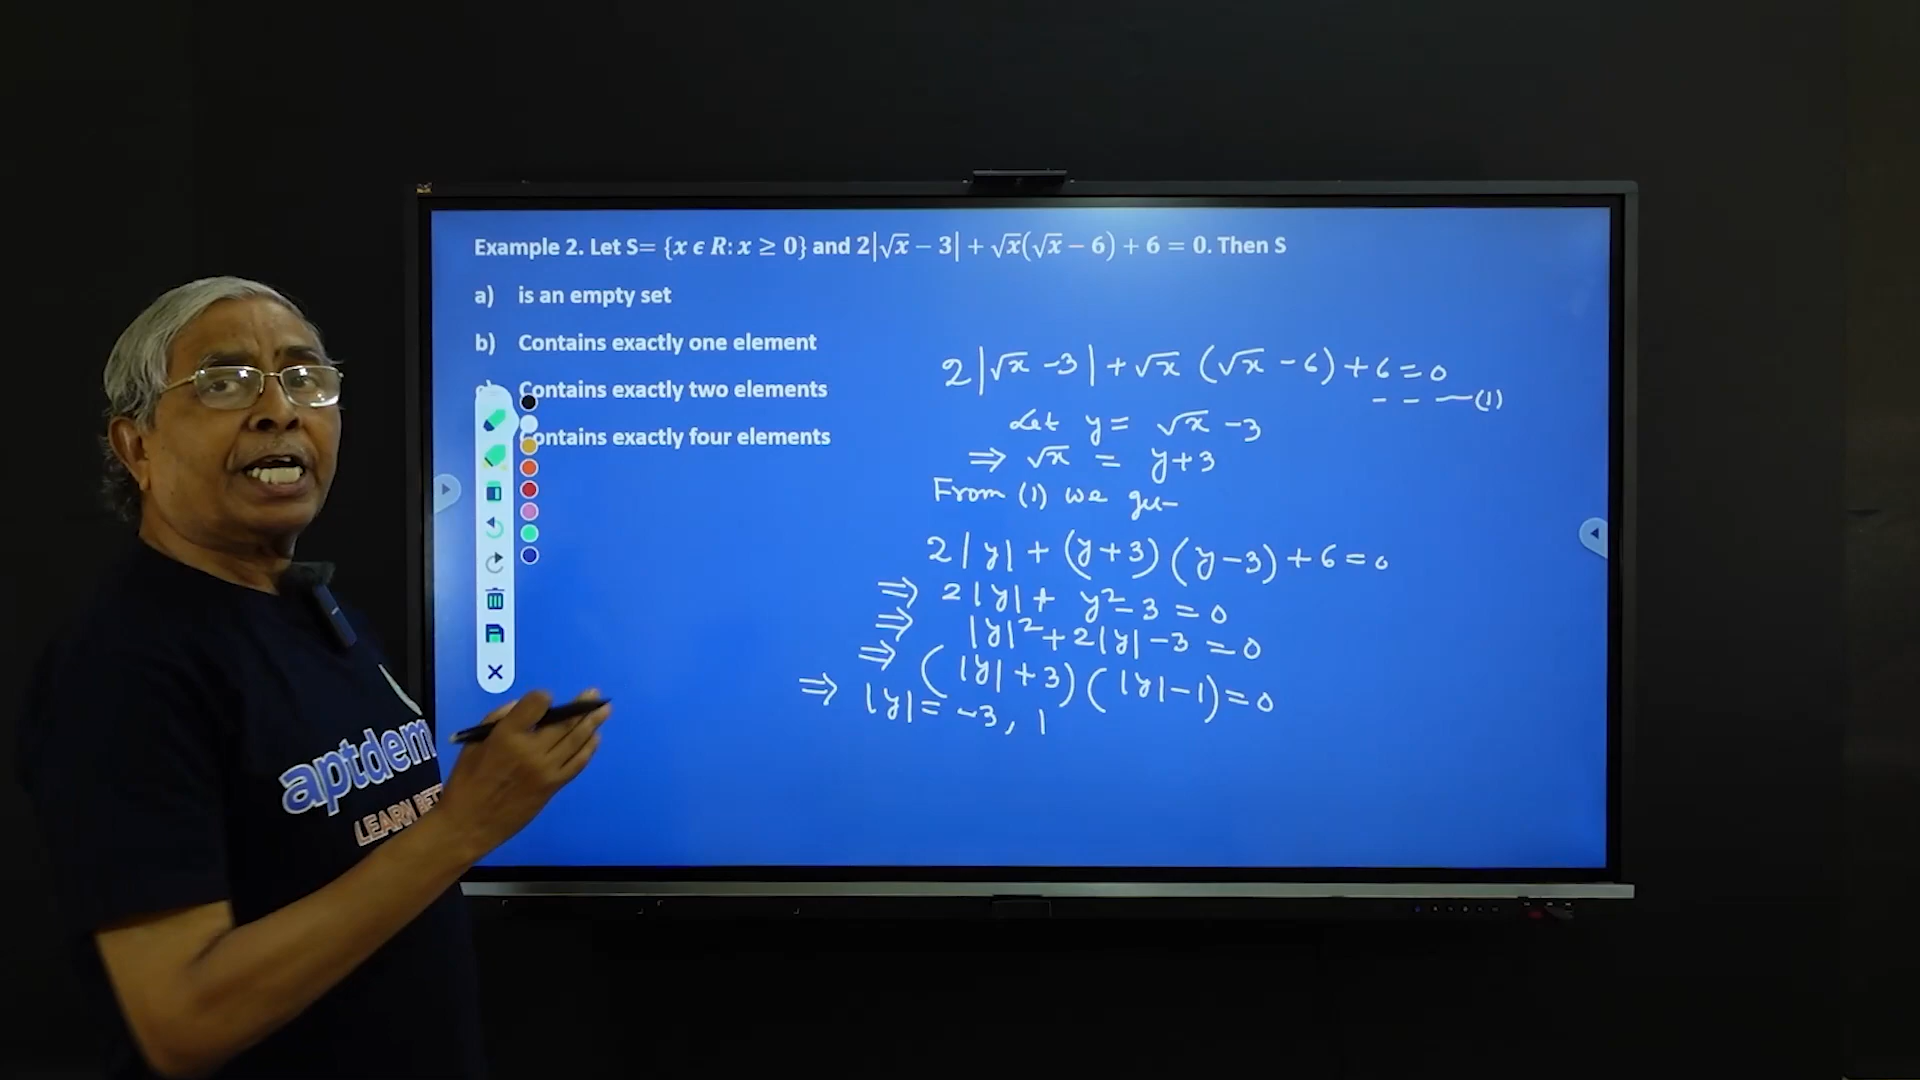 Example 2. Let S= {x ϵ R: x ≥ 0} and 2|√x − 3| + √x(√x − 6) + 6 = 0. Then S
a) is an empty set
b) Contains exactly one element
Contains exactly two elements
Contains exactly four elements
2|√x -3| + √x (√x - 6) + 6 = 0
- - —(1)
Let y = √x - 3
⇒ √x = y+3
From (1) we
2|y| + (y+3)(y-3) + 6 = 0
⇒ 2|y| + y² - 3 = 0
⇒ |y|² + 2|y| - 3 = 0
⇒ (|y| + 3)(|y| - 1) = 0
⇒ |y| = -3, 1
aptdem
LEARN BET